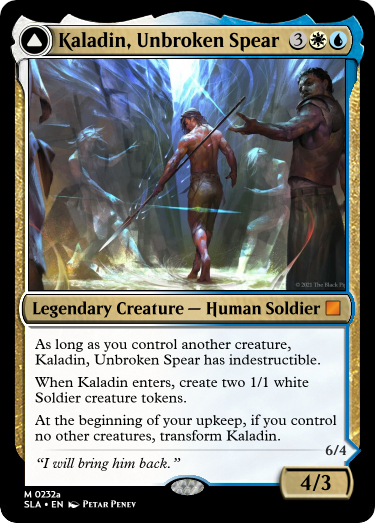 Kaladin, Unbroken Spear 3
© 2021 The Black Py
Legendary Creature — Human Soldier
As long as you control another creature,
Kaladin, Unbroken Spear has indestructible.
When Kaladin enters, create two 1/1 white
Soldier creature tokens.
At the beginning of your upkeep, if you control
no other creatures, transform Kaladin.
6/4
“I will bring him back.”
4/3
M 0232a
SLA • EN Petar Penev